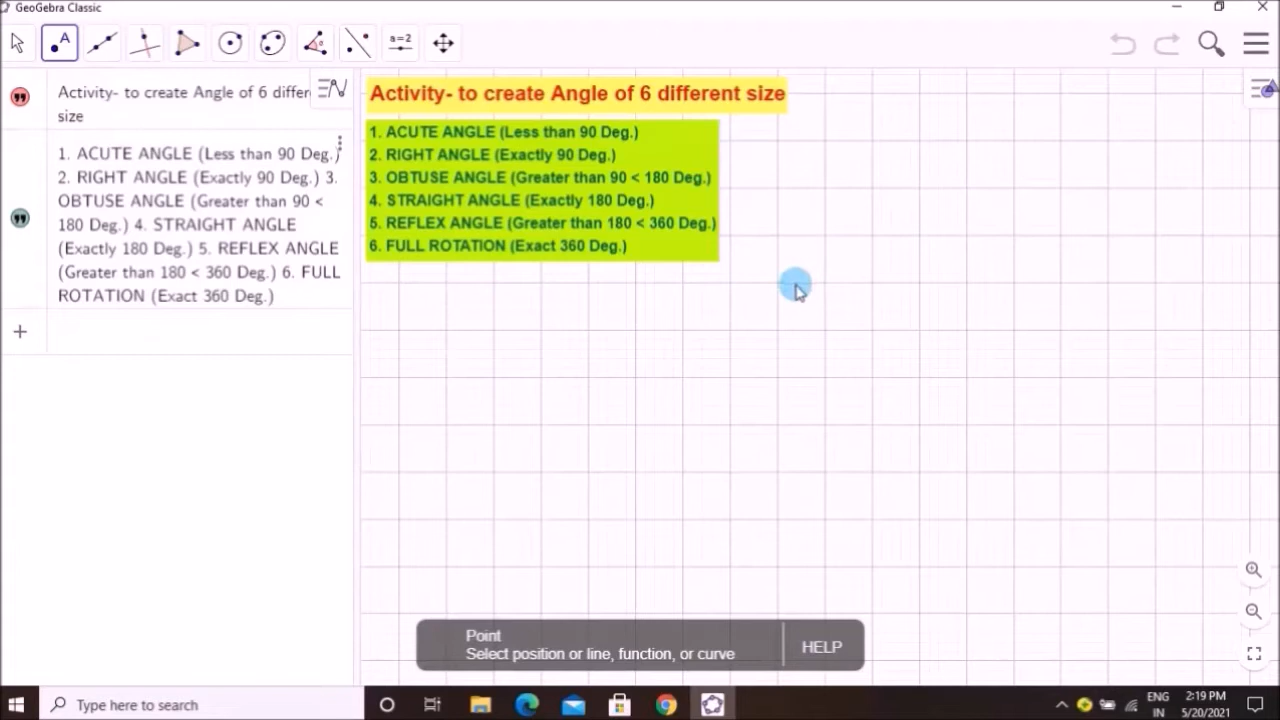 GeoGebra Classic
A
a=2
Activity- to create Angle of 6 differ
size
1. ACUTE ANGLE (Less than 90 Deg.)
2. RIGHT ANGLE (Exactly 90 Deg.) 3.
OBTUSE ANGLE (Greater than 90 <
180 Deg.) 4. STRAIGHT ANGLE
(Exactly 180 Deg.) 5. REFLEX ANGLE
(Greater than 180 < 360 Deg.) 6. FULL
ROTATION (Exact 360 Deg.)
Activity- to create Angle of 6 different size
1. ACUTE ANGLE (Less than 90 Deg.)
2. RIGHT ANGLE (Exactly 90 Deg.)
3. OBTUSE ANGLE (Greater than 90 < 180 Deg.)
4. STRAIGHT ANGLE (Exactly 180 Deg.)
5. REFLEX ANGLE (Greater than 180 < 360 Deg.)
6. FULL ROTATION (Exact 360 Deg.)
Point
Select position or line, function, or curve
HELP
Type here to search
ENG
IN
2:19 PM
5/20/2021